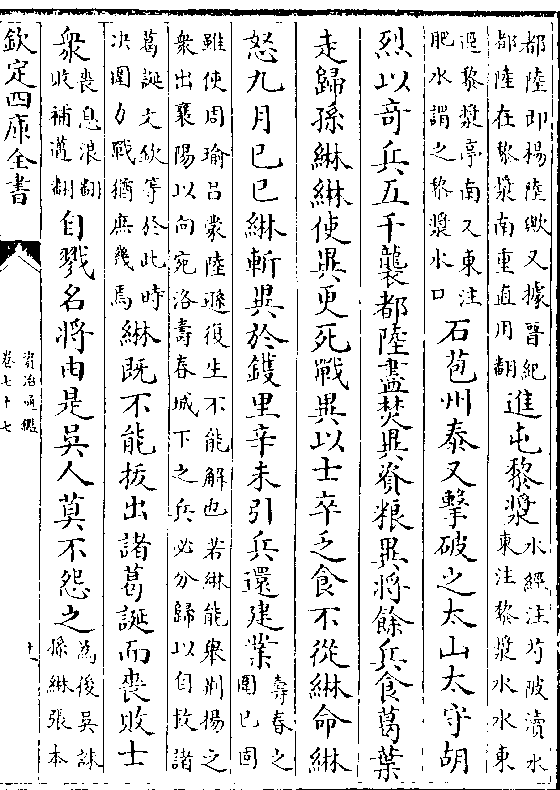 都陸即楊陸緻又據晉紀
都陸在黎漿南重直用翻進屯黎漿水經注芍陂瀆水
東注黎漿水水東
逕黎漿亭南又東注
肥水謂之黎漿水口石苞州泰又擊破之太山太守胡
烈以奇兵五千襲都陸盡焚異資粮異將餘兵食葛葉
走歸孫綝綝使異更死戰異以士卒乏食不從綝命綝
怒九月己巳綝斬異於鑊里辛未引兵還建業壽春之
圍已固
雖使周瑜吕蒙陸遜復生不能解也若綝能舉荆揚之
衆出襄陽以向宛洛壽春城下之兵必分歸以自救諸
葛誕文欽等於此時
决圍力戰猶庶幾焉綝既不能拔出諸葛誕而喪敗士
衆喪息浪翻
敗補邁翻自戮名將由是吳人莫不怨之為後吳誅
孫綝張本
欽定四庫全書
資治通鑑
卷七十七